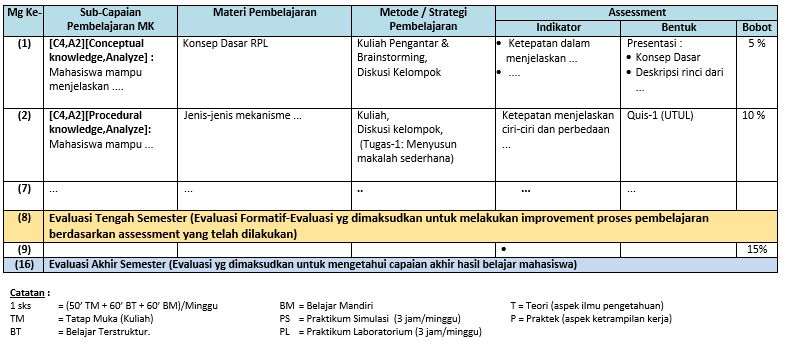 Mg Ke- Sub-Capaian Pembelajaran MK Materi Pembelajaran Metode / Strategi Pembelajaran Assessment
Indikator Bentuk Bobot
(1) [C4,A2][Conceptual knowledge,Analyze] : Mahasiswa mampu menjelaskan .... Konsep Dasar RPL Kuliah Pengantar & Brainstorming, Diskusi Kelompok • Ketepatan dalam menjelaskan ... • .... Presentasi : • Konsep Dasar • Deskripsi rinci dari ... 5 %
(2) [C4,A2][Procedural knowledge,Analyze]: Mahasiswa mampu ... Jenis-jenis mekanisme ... Kuliah, Diskusi kelompok, (Tugas-1: Menyusun makalah sederhana) Ketepatan menjelaskan ciri-ciri dan perbedaan ... Quis-1 (UTUL) 10 %
(7) ... ... .. ... ...
(8) Evaluasi Tengah Semester (Evaluasi Formatif-Evaluasi yg dimaksudkan untuk melakukan improvement proses pembelajaran
berdasarkan assessment yang telah dilakukan)
(9) • 15%
(16) Evaluasi Akhir Semester (Evaluasi yg dimaksudkan untuk mengetahui capaian akhir hasil belajar mahasiswa)
Catatan :
1 sks = (50’ TM + 60’ BT + 60’ BM)/Minggu BM = Belajar Mandiri T = Teori (aspek ilmu pengetahuan)
TM = Tatap Muka (Kuliah) PS = Praktikum Simulasi (3 jam/minggu) P = Praktek (aspek ketrampilan kerja)
BT = Belajar Terstruktur. PL = Praktikum Laboratorium (3 jam/minggu)